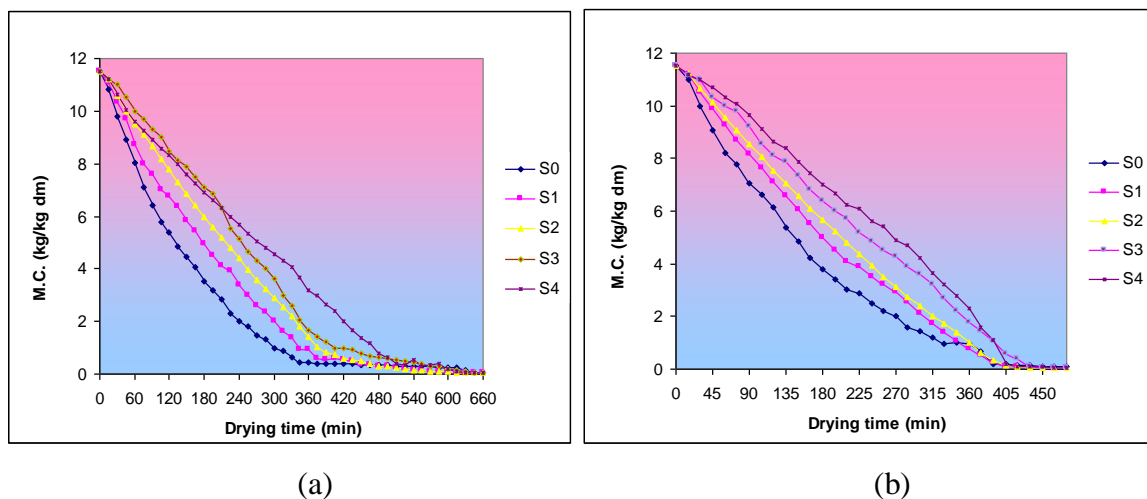 12
10
8
6
4
2
0
M.C. (kg/kg dm)
0 60 120 180 240 300 360 420 480 540 600 660
Drying time (min)
S0
S1
S2
S3
S4
(a)
12
10
8
6
4
2
0
M.C. (kg/kg dm)
0 45 90 135 180 225 270 315 360 405 450
Drying time (min)
S0
S1
S2
S3
S4
(b)